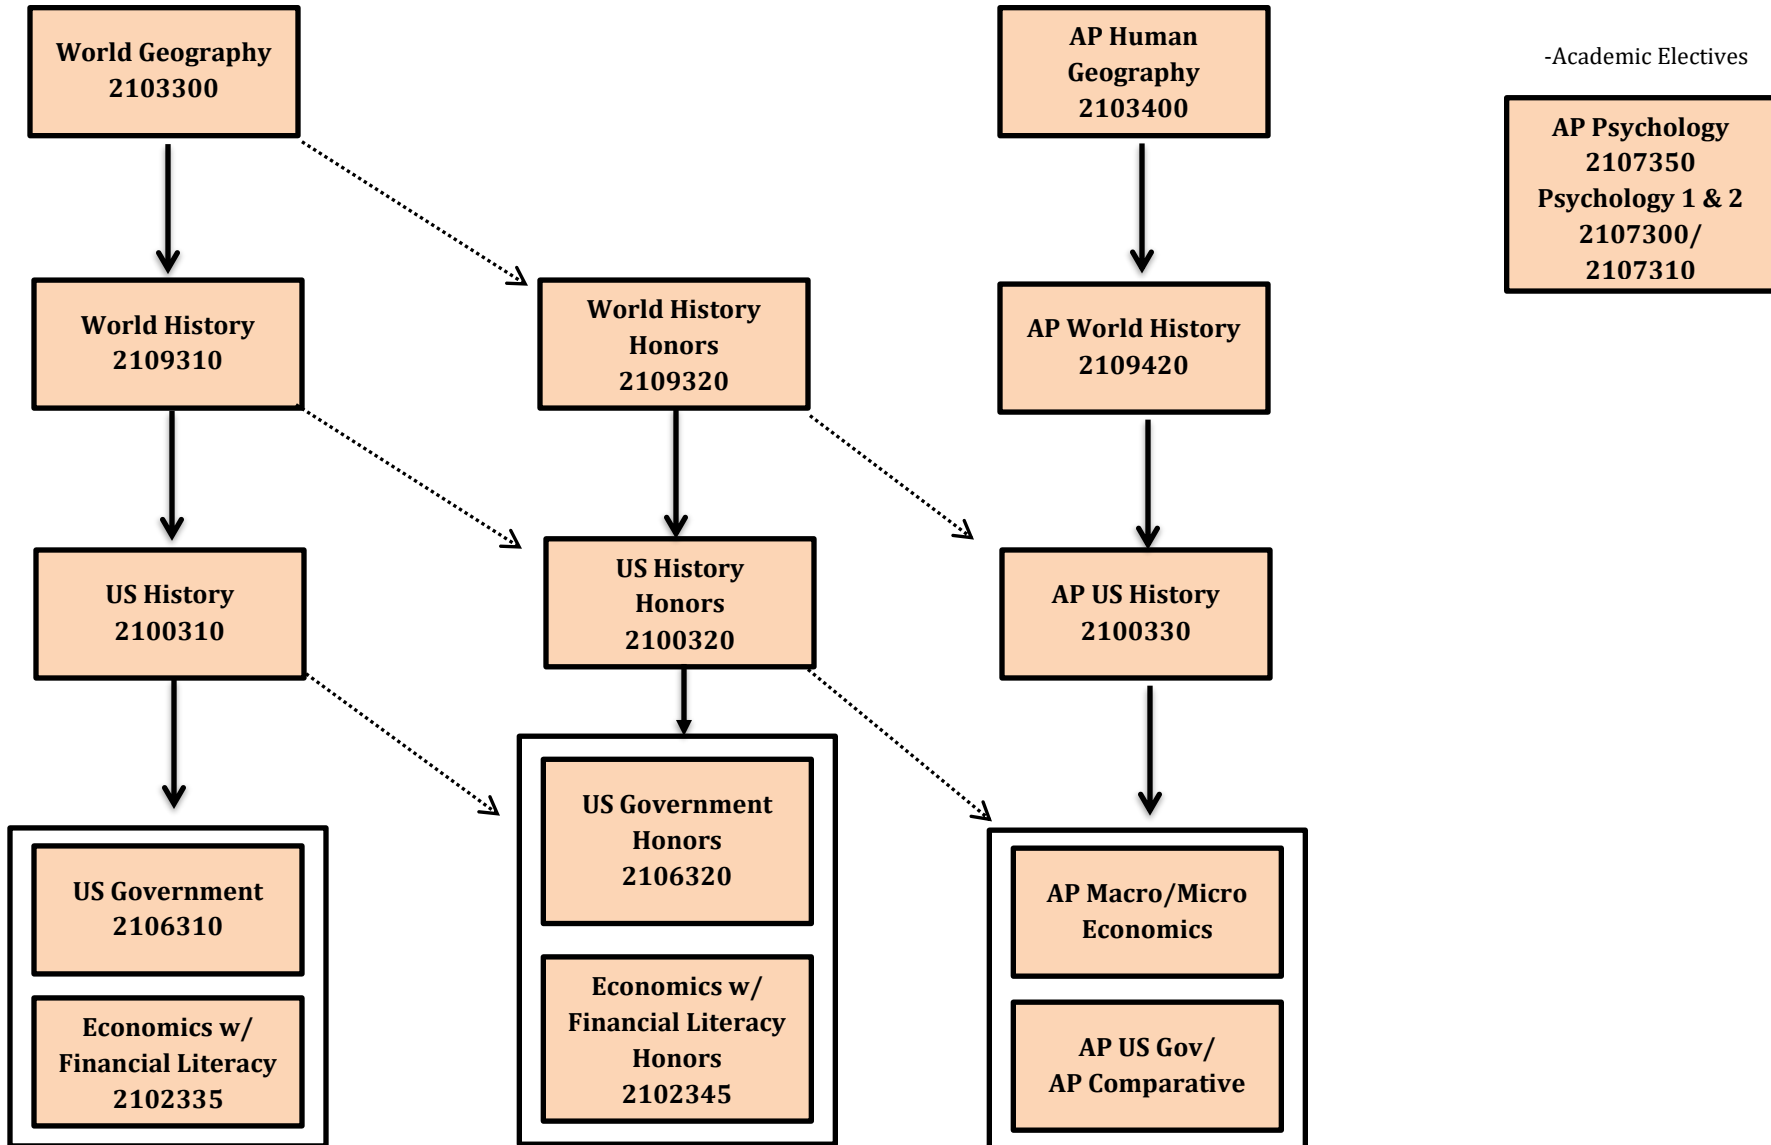 World Geography
2103300
AP Human
Geography
2103400
-Academic Electives
AP Psychology
2107350
Psychology 1 & 2
2107300/
2107310
World History
2109310
World History
Honors
2109320
AP World History
2109420
US History
2100310
US History
Honors
2100320
AP US History
2100330
US Government
2106310
Economics w/
Financial Literacy
2102335
US Government
Honors
2106320
Economics w/
Financial Literacy
Honors
2102345
AP Macro/Micro
Economics
AP US Gov/
AP Comparative